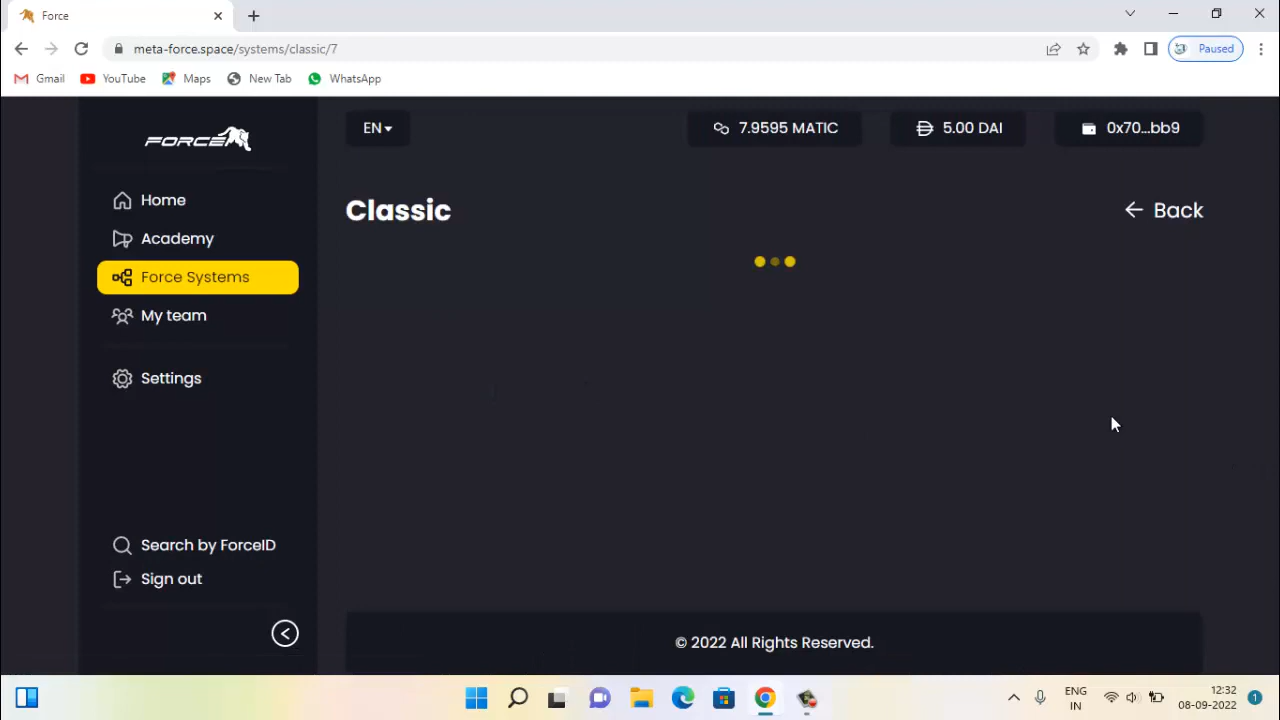 Force
meta-force.space/systems/classic/7
Paused
Gmail
YouTube
Maps
New Tab
WhatsApp
FORCE
EN
7.9595 MATIC
5.00 DAI
0x70...bb9
Home
Academy
Force Systems
My team
Settings
Search by ForceID
Sign out
Classic
Back
© 2022 All Rights Reserved.
ENG
IN
12:32
08-09-2022
1